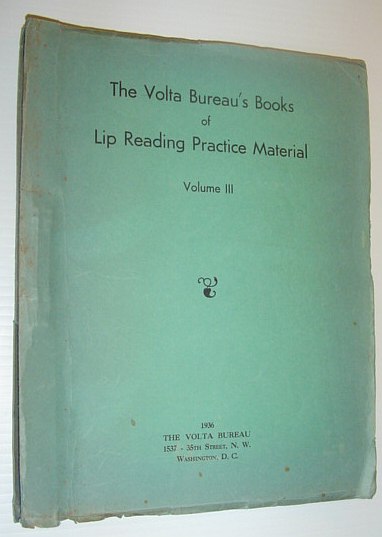 The Volta Bureau's Books
of
Lip Reading Practice Material
Volume III
1936
THE VOLTA BUREAU
1537 - 35TH STREET, N. W.
WASHINGTON, D. C.